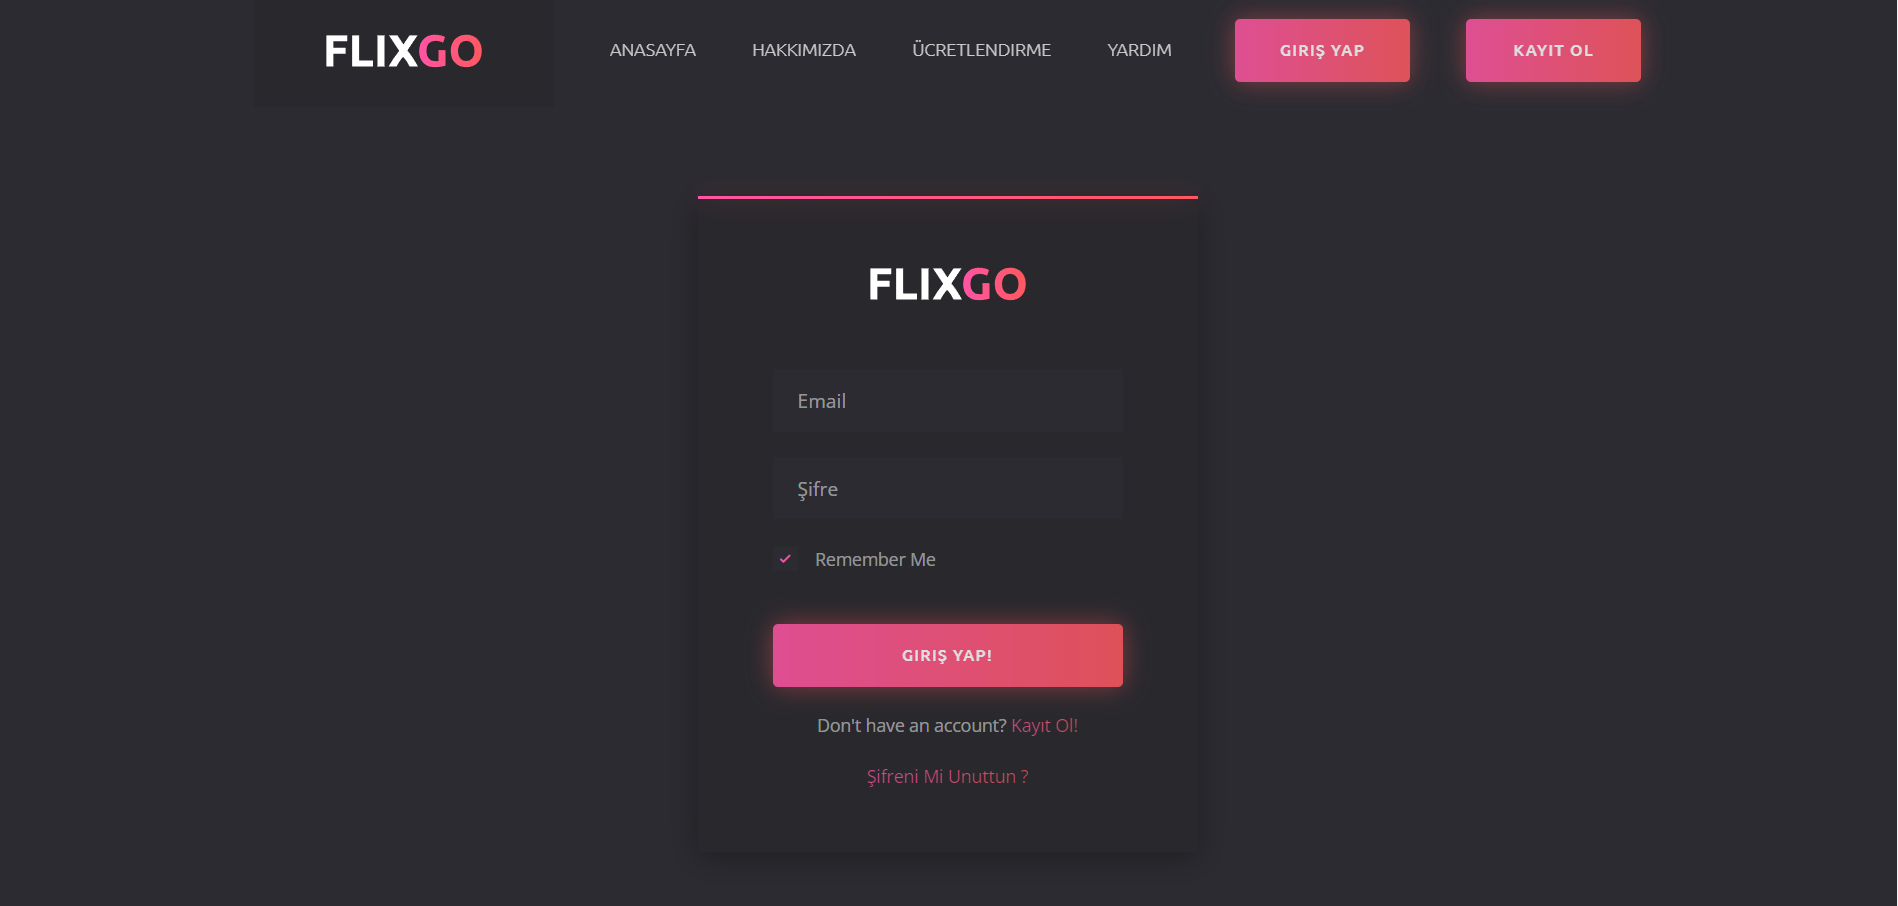 FLIXGO
ANASAYFA
HAKKIMIZDA
ÜCRETLENDIRME
YARDIM
GIRIŞ YAP
KAYIT OL
FLIXGO
Email
Şifre
Remember Me
GIRIŞ YAP!
Don't have an account? Kayıt Ol!
Şifreni Mi Unuttun ?